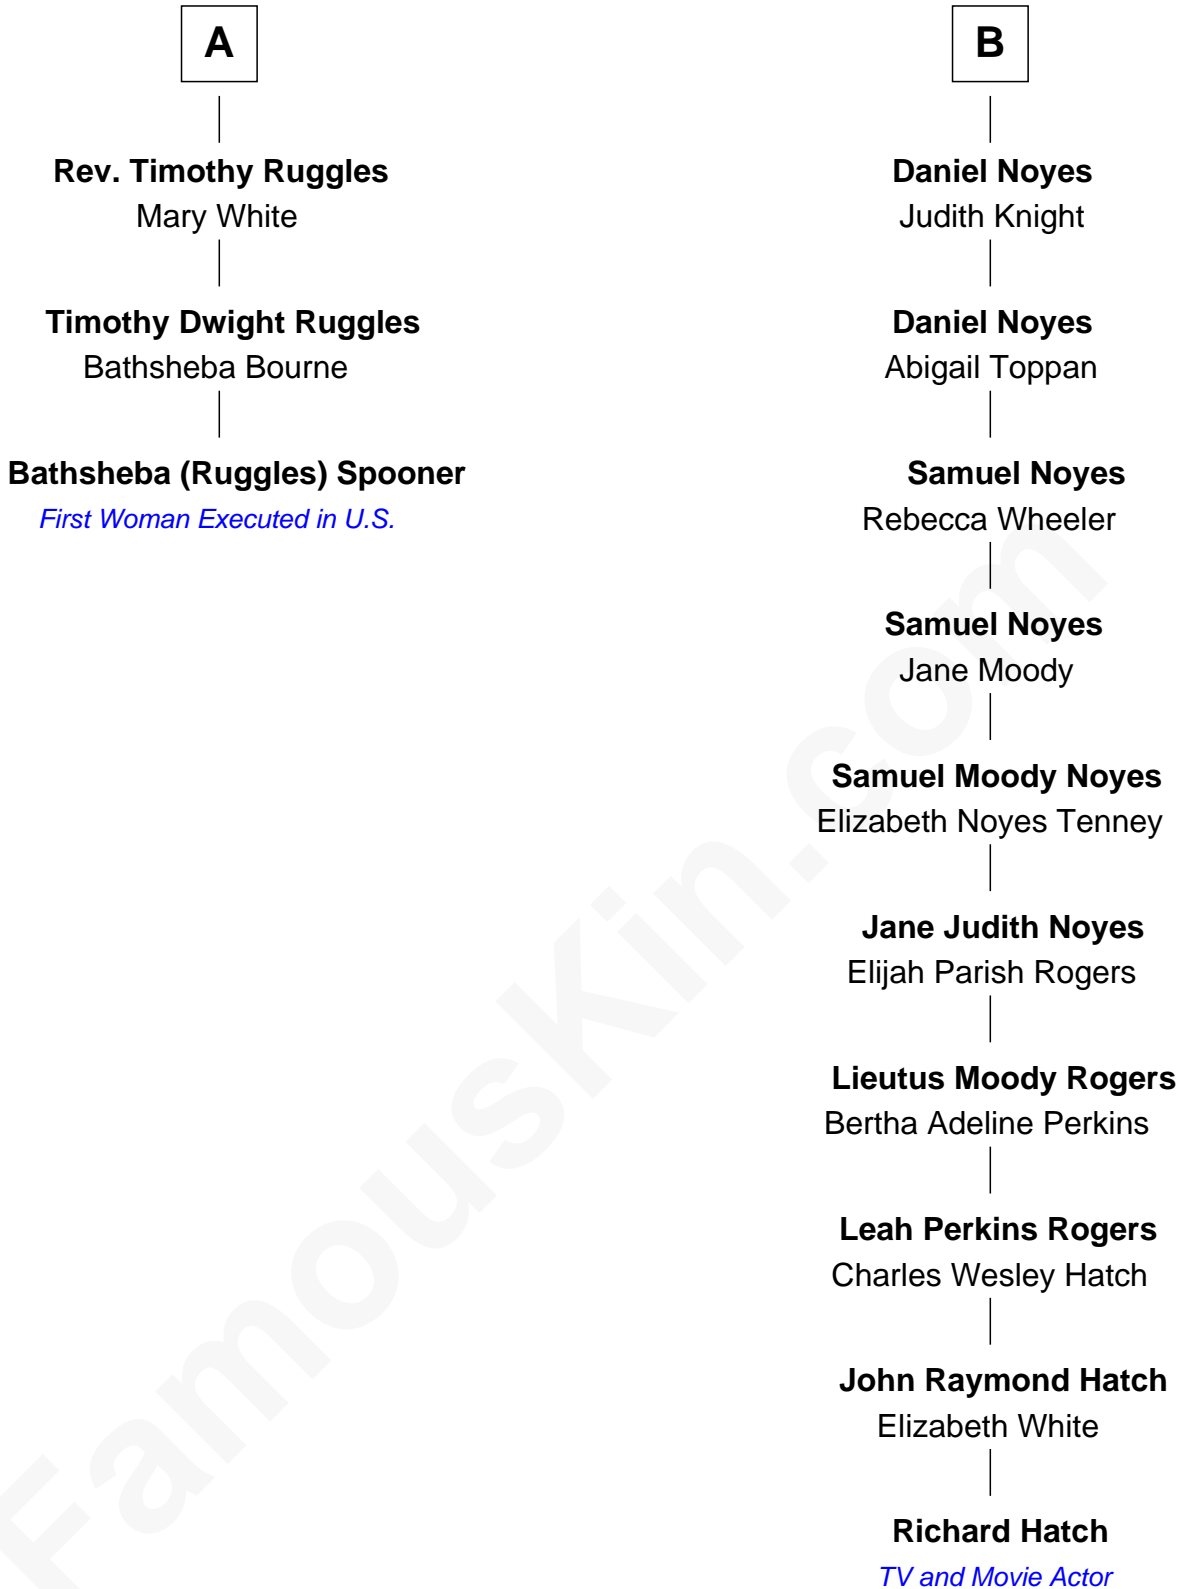 A
Rev. Timothy Ruggles
Mary White
Timothy Dwight Ruggles
Bathsheba Bourne
Bathsheba (Ruggles) Spooner
First Woman Executed in U.S.
B
Daniel Noyes
Judith Knight
Daniel Noyes
Abigail Toppan
Samuel Noyes
Rebecca Wheeler
Samuel Noyes
Jane Moody
Samuel Moody Noyes
Elizabeth Noyes Tenney
Jane Judith Noyes
Elijah Parish Rogers
Lieutus Moody Rogers
Bertha Adeline Perkins
Leah Perkins Rogers
Charles Wesley Hatch
John Raymond Hatch
Elizabeth White
Richard Hatch
TV and Movie Actor
FamousKin.com